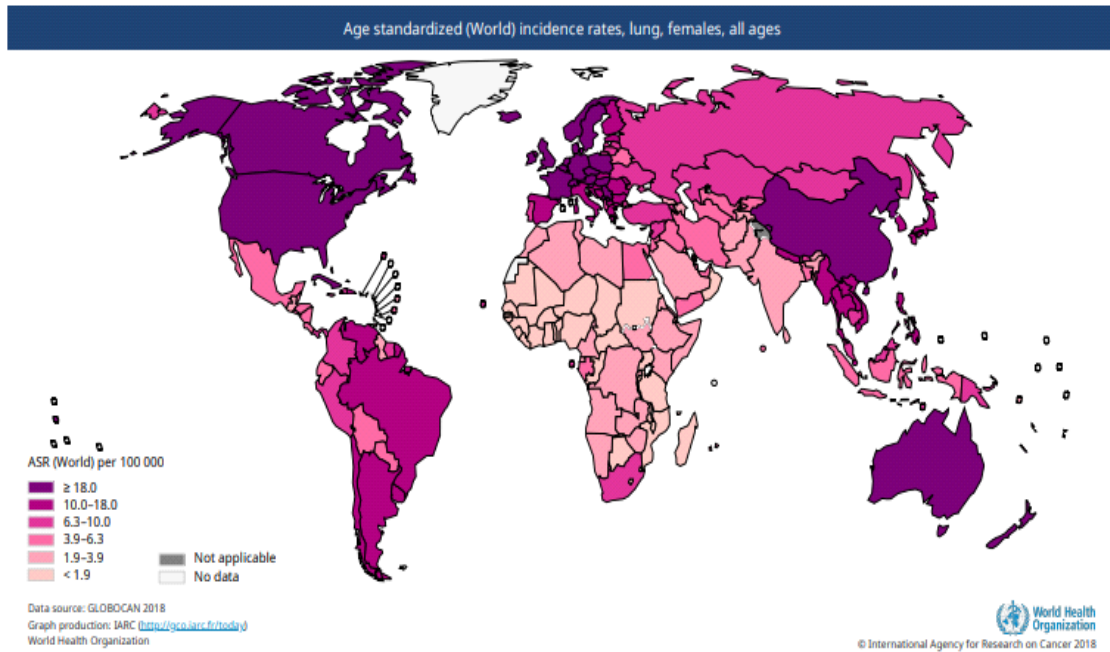 Age standardized (World) incidence rates, lung, females, all ages
ASR (World) per 100 000
≥ 18.0
10.0–18.0
6.3–10.0
3.9–6.3
1.9–3.9
< 1.9
Not applicable
No data
Data source: GLOBOCAN 2018
Graph production: IARC (http://gco.iarc.fr/today)
World Health Organization
World Health
Organization
© International Agency for Research on Cancer 2018